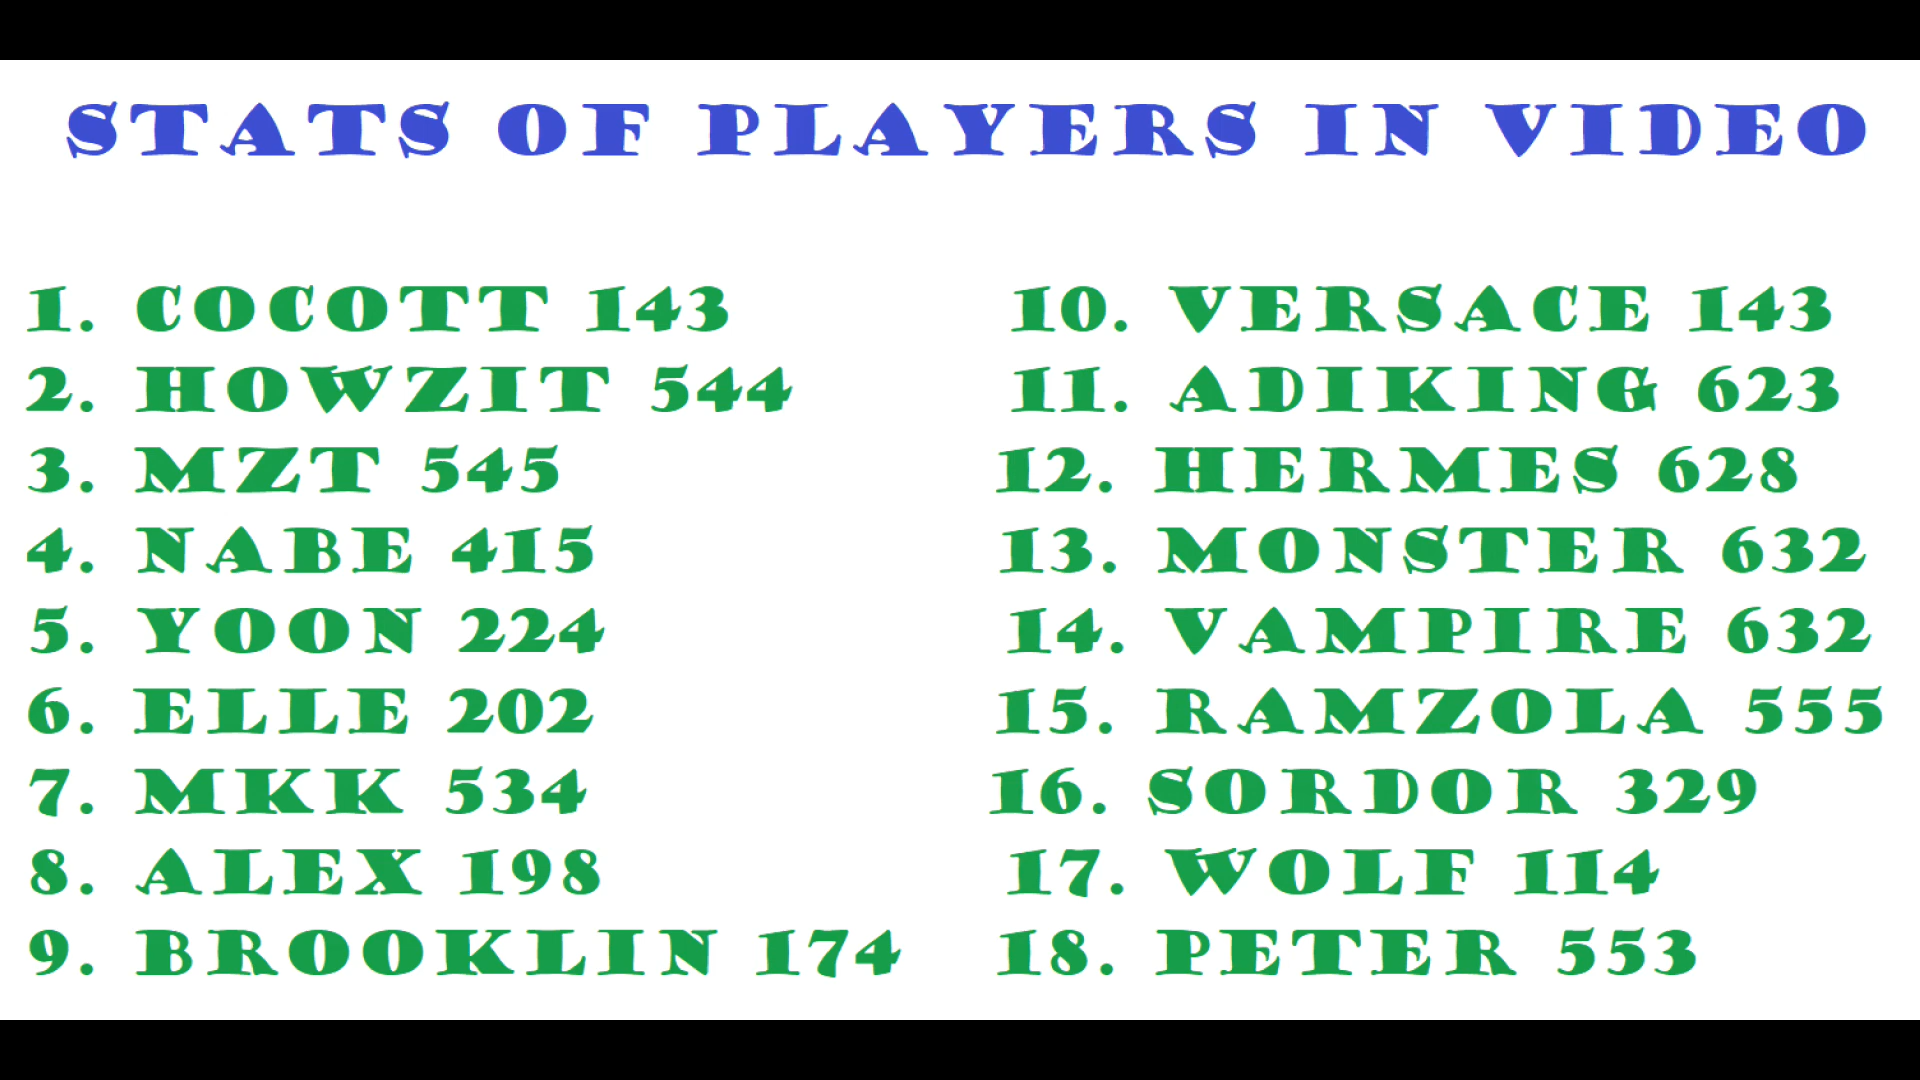 STATS OF PLAYERS IN VIDEO
1. COCOTT 143
2. HOWZIT 544
3. MZT 545
4. NABE 415
5. YOON 224
6. ELLE 202
7. MKK 534
8. ALEX 198
9. BROOKLIN 174
10. VERSACE 143
11. ADIKING 623
12. HERMES 628
13. MONSTER 632
14. VAMPIRE 632
15. RAMZOLA 555
16. SORDOR 329
17. WOLF 114
18. PETER 553